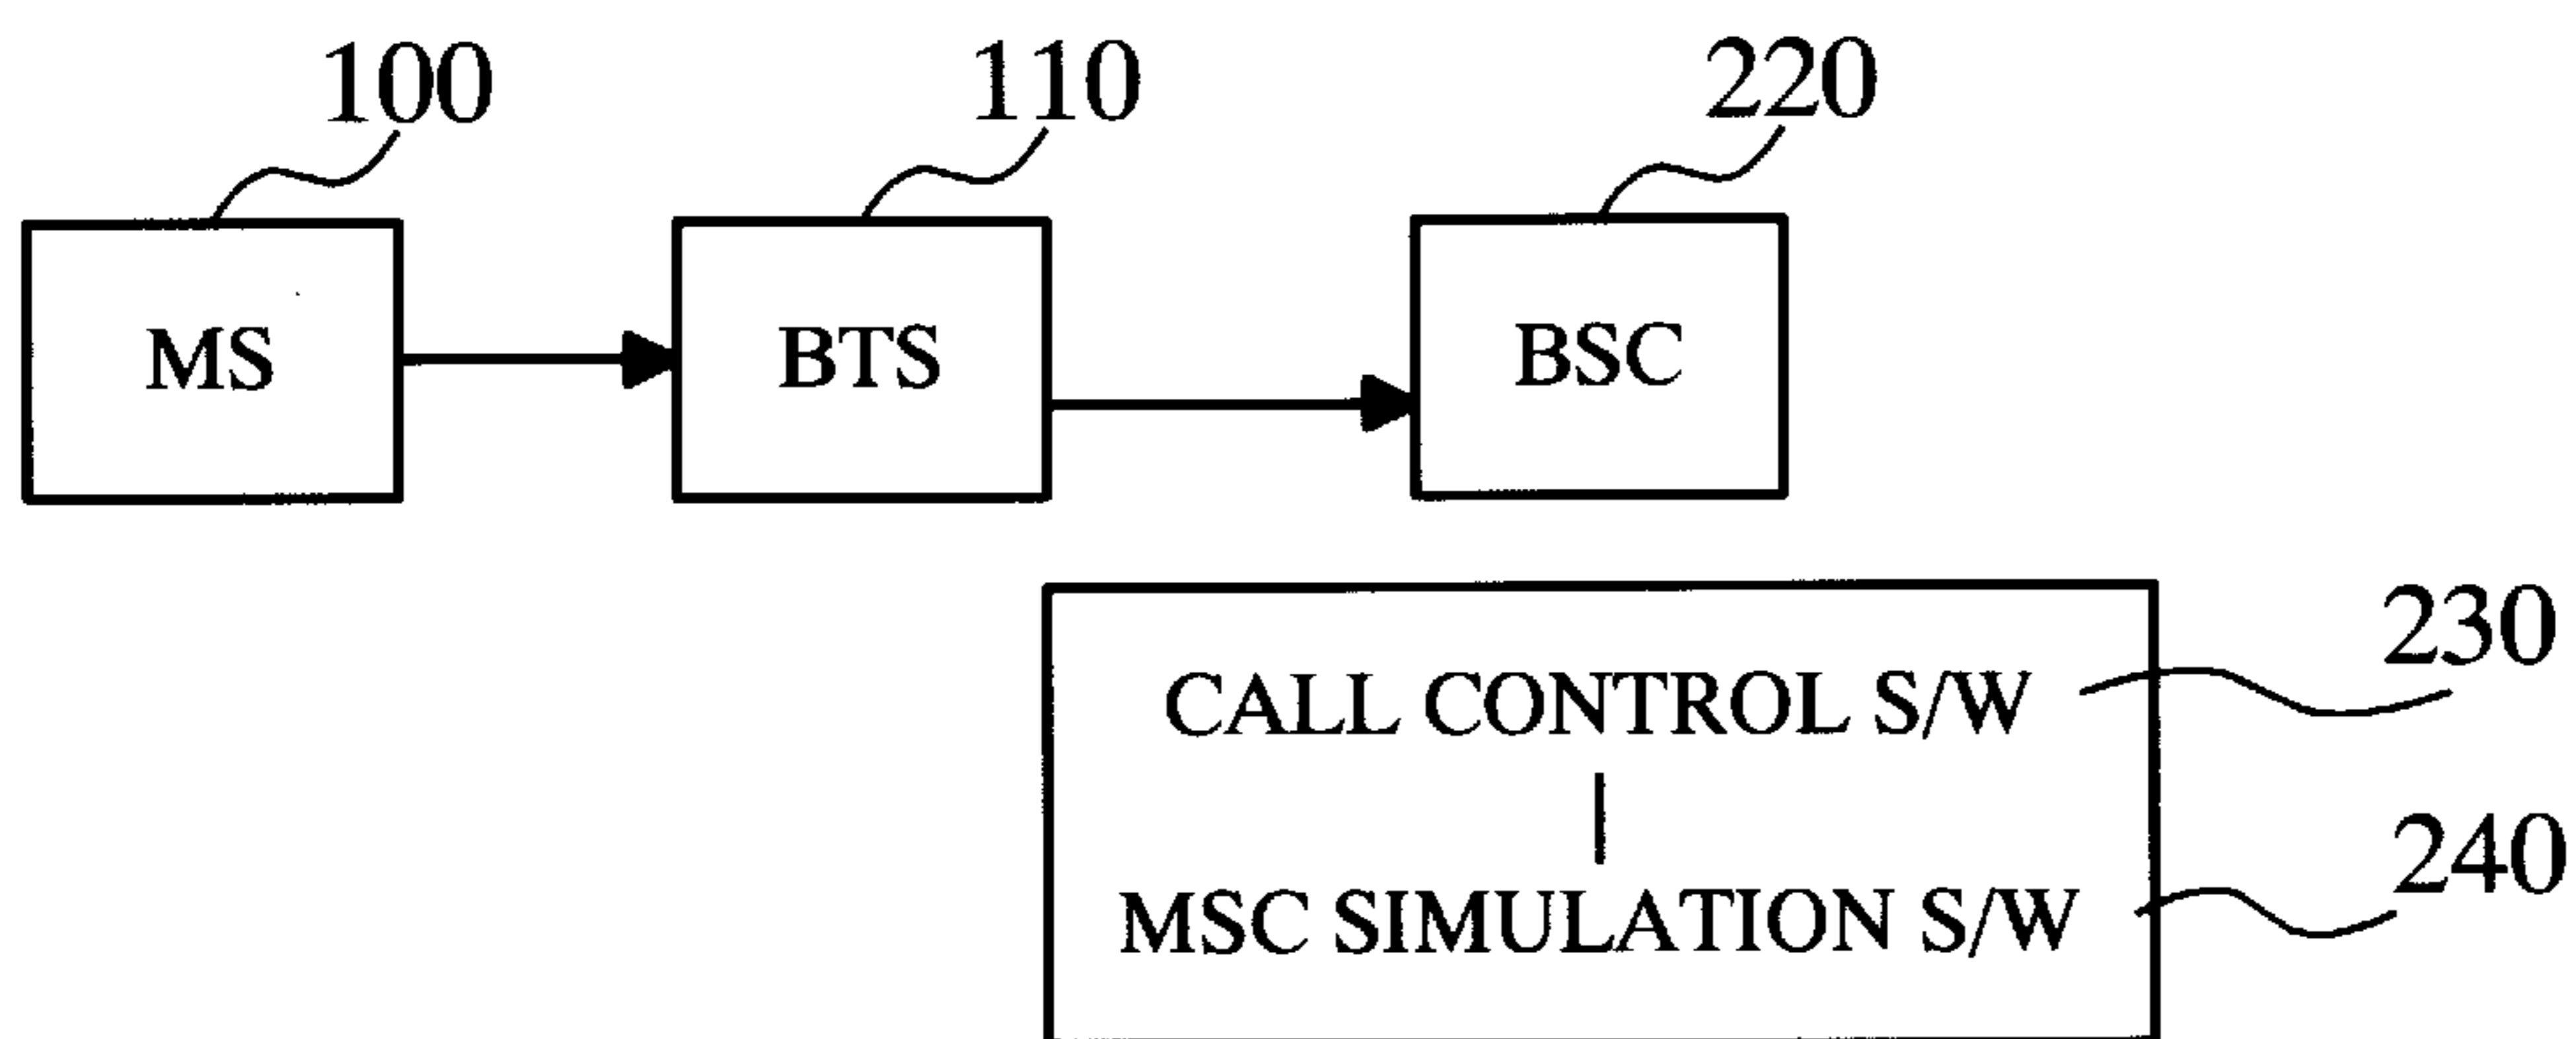 100 110 220
MS BTS BSC
230
CALL CONTROL S/W
240
MSC SIMULATION S/W